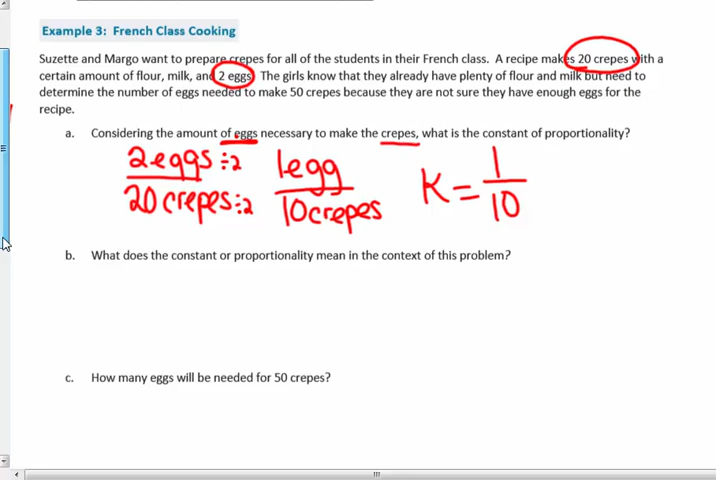 Example 3: French Class Cooking
Suzette and Margo want to prepare crepes for all of the students in their French class. A recipe makes 20 crepes with a
certain amount of flour, milk, and 2 eggs. The girls know that they already have plenty of flour and milk but need to
determine the number of eggs needed to make 50 crepes because they are not sure they have enough eggs for the
recipe.
a. Considering the amount of eggs necessary to make the crepes, what is the constant of proportionality?
2 eggs ÷2
20 crepes ÷2
1 egg
10 crepes
K = 1
10
b. What does the constant or proportionality mean in the context of this problem?
c. How many eggs will be needed for 50 crepes?